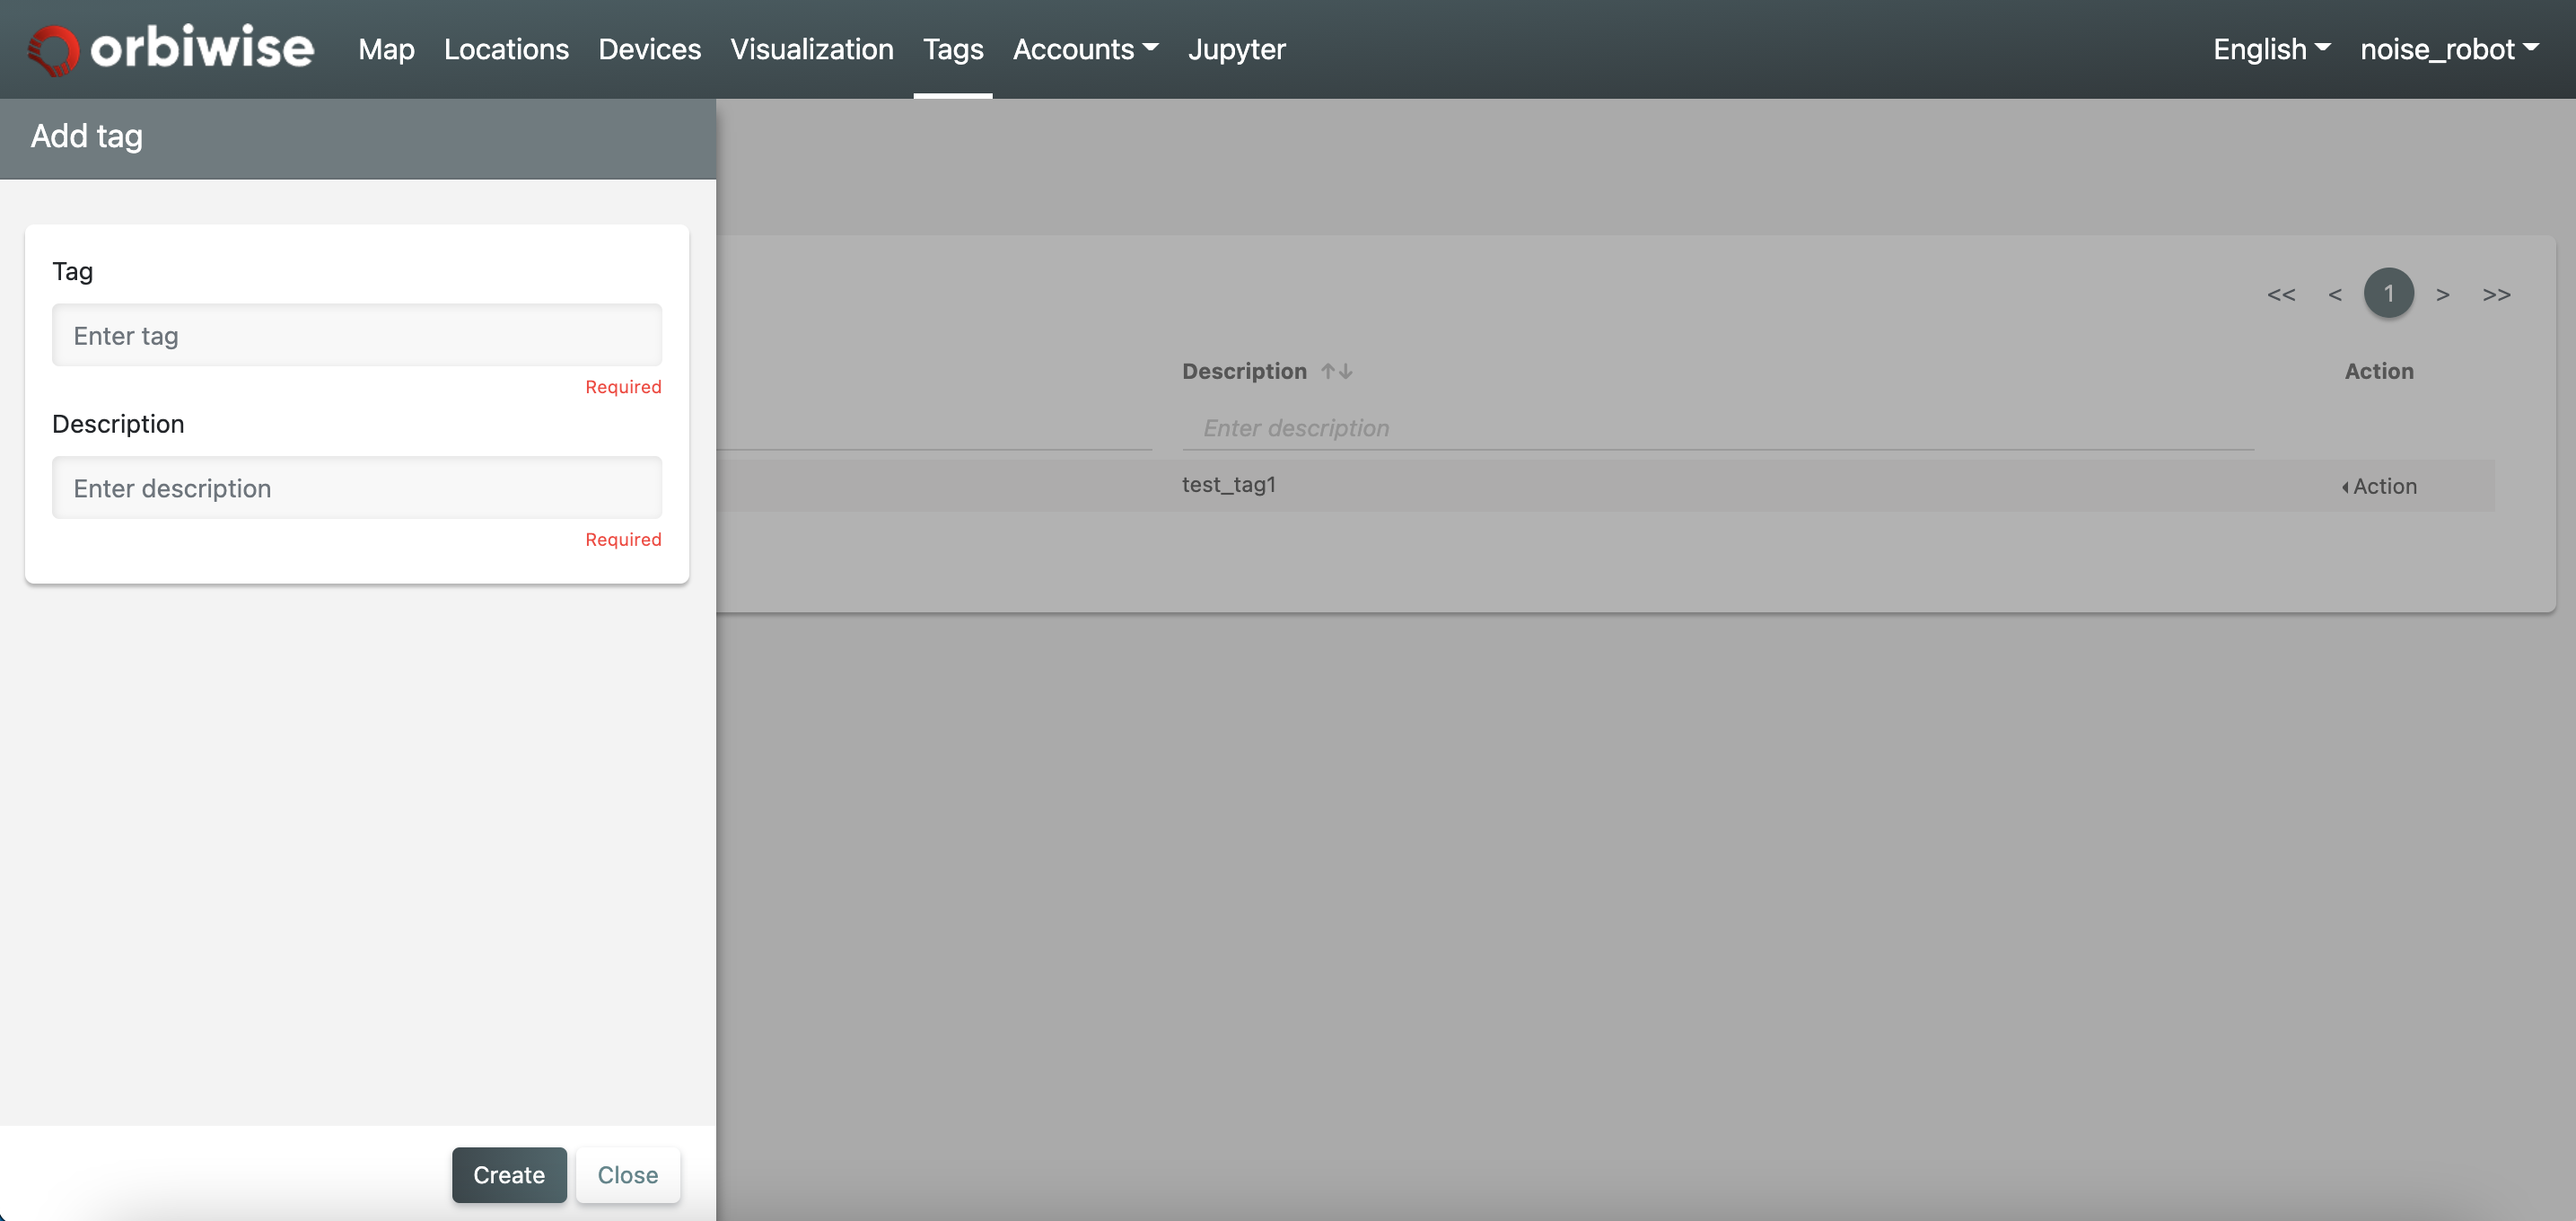 orbiwise Map Locations Devices Visualization Tags Accounts Jupyter English noise_robot
Add tag
Tag
Enter tag
Required
Description
Enter description
Required
Create Close
<< < 1 > >>
Description ↑↓ Action
Enter description
test_tag1 Action